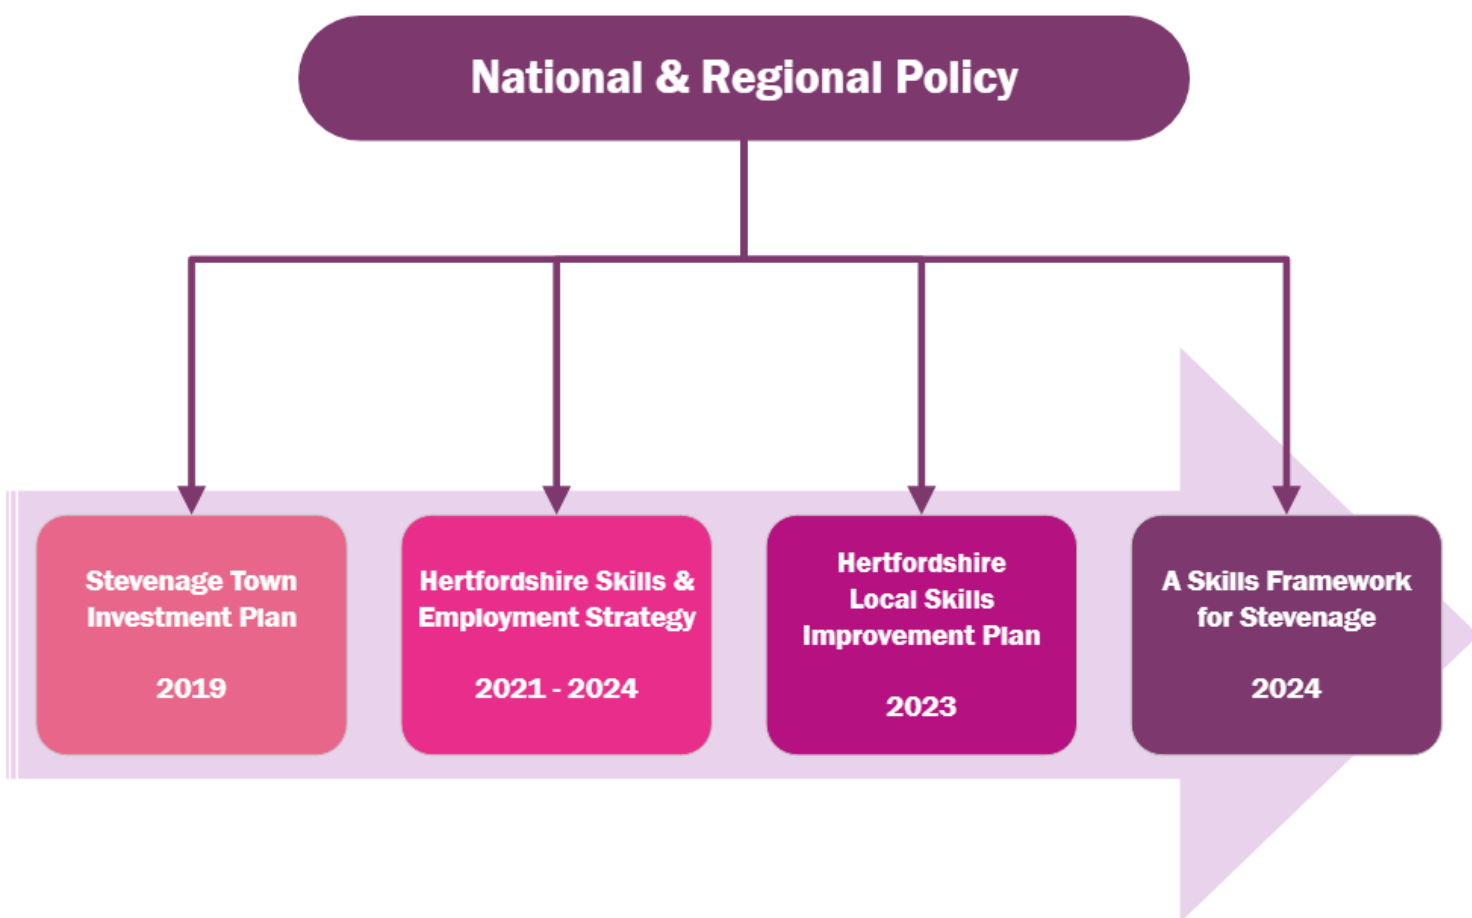 National & Regional Policy
Stevenage Town
Investment Plan
2019
Hertfordshire Skills &
Employment Strategy
2021 - 2024
Hertfordshire
Local Skills
Improvement Plan
2023
A Skills Framework
for Stevenage
2024